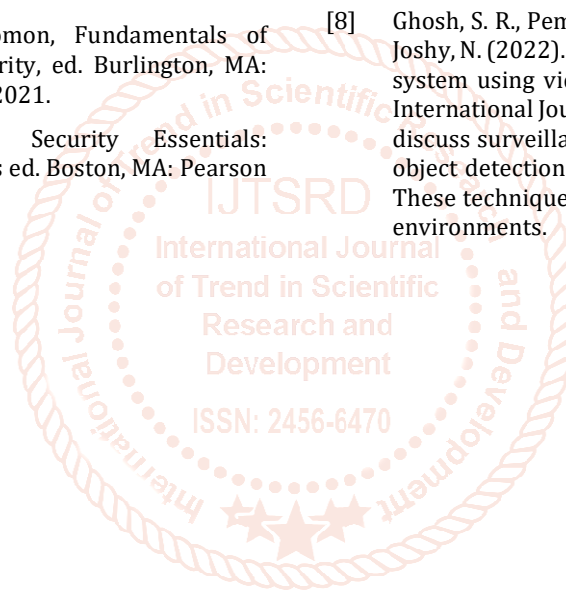 omon, Fundamentals of
rity, ed. Burlington, MA:
2021.
Security Essentials:
s ed. Boston, MA: Pearson
[8] Ghosh, S. R., Pem
Joshy, N. (2022).
system using vi
International Jou
discuss surveilla
object detection
These technique
environments.
International Journal of Trend in Scientific Research and Development
IJTSRD
International Journal
of Trend in Scientific
Research and
Development
ISSN: 2456-6470